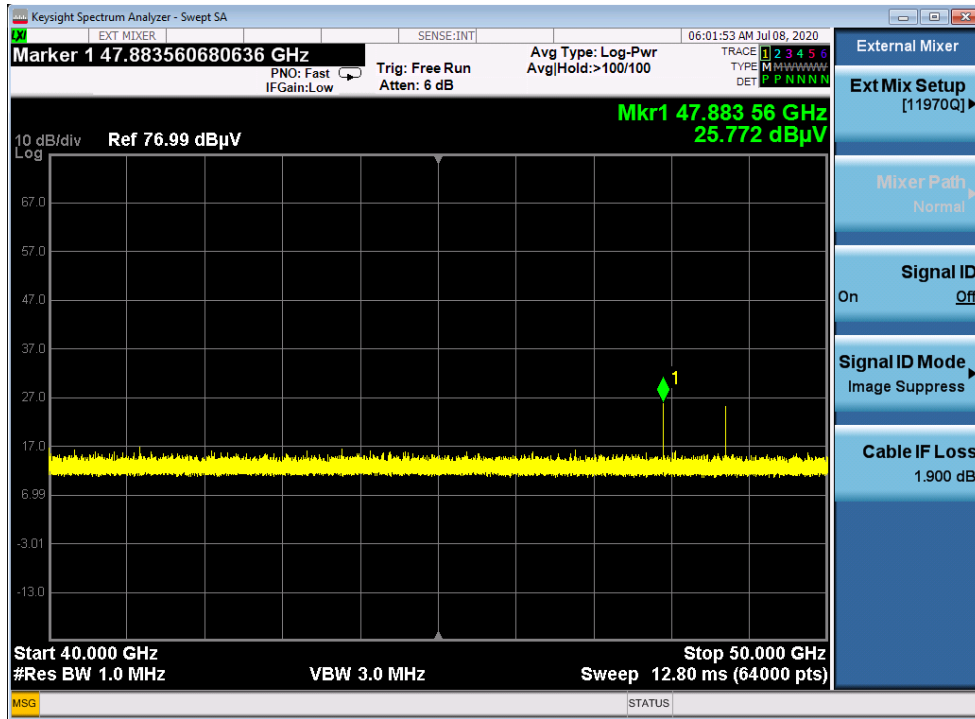 Keysight Spectrum Analyzer - Swept SA
LXI EXT MIXER SENSE:INT 06:01:53 AM Jul 08, 2020
Marker 1 47.883560680636 GHz
PNO: Fast
IFGain:Low
Trig: Free Run
Atten: 6 dB
Avg Type: Log-Pwr
Avg|Hold:>100/100
TRACE 1 2 3 4 5 6
TYPE M M W W W W
DET P P N N N N
Mkr1 47.883 56 GHz
25.772 dBµV
10 dB/div
Log
Ref 76.99 dBµV
67.0
57.0
47.0
37.0
27.0
17.0
6.99
-3.01
-13.0
1
Start 40.000 GHz
Stop 50.000 GHz
#Res BW 1.0 MHz
VBW 3.0 MHz
Sweep 12.80 ms (64000 pts)
MSG
STATUS
External Mixer
Ext Mix Setup
[11970Q]
Mixer Path
Normal
Signal ID
On Off
Signal ID Mode
Image Suppress
Cable IF Loss
1.900 dB